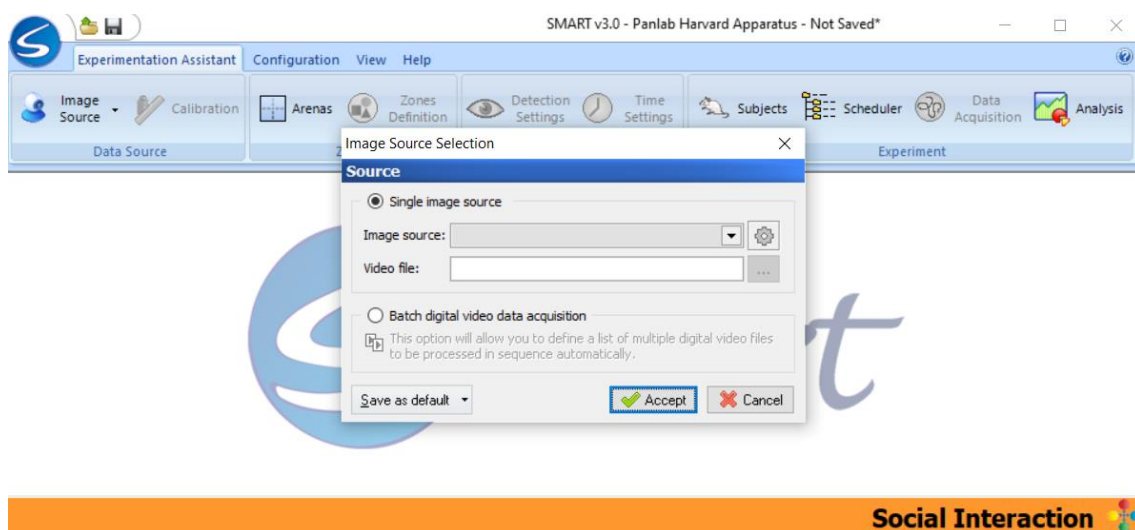 SMART v3.0 - Panlab Harvard Apparatus - Not Saved*
Experimentation Assistant Configuration View Help
Image Source
Calibration
Arenas
Zones Definition
Detection Settings
Time Settings
Subjects
Scheduler
Data Acquisition
Analysis
Data Source
Experiment
Image Source Selection
Source
Single image source
Image source:
Video file:
...
Batch digital video data acquisition
This option will allow you to define a list of multiple digital video files
to be processed in sequence automatically.
Save as default
Accept
Cancel
Social Interaction